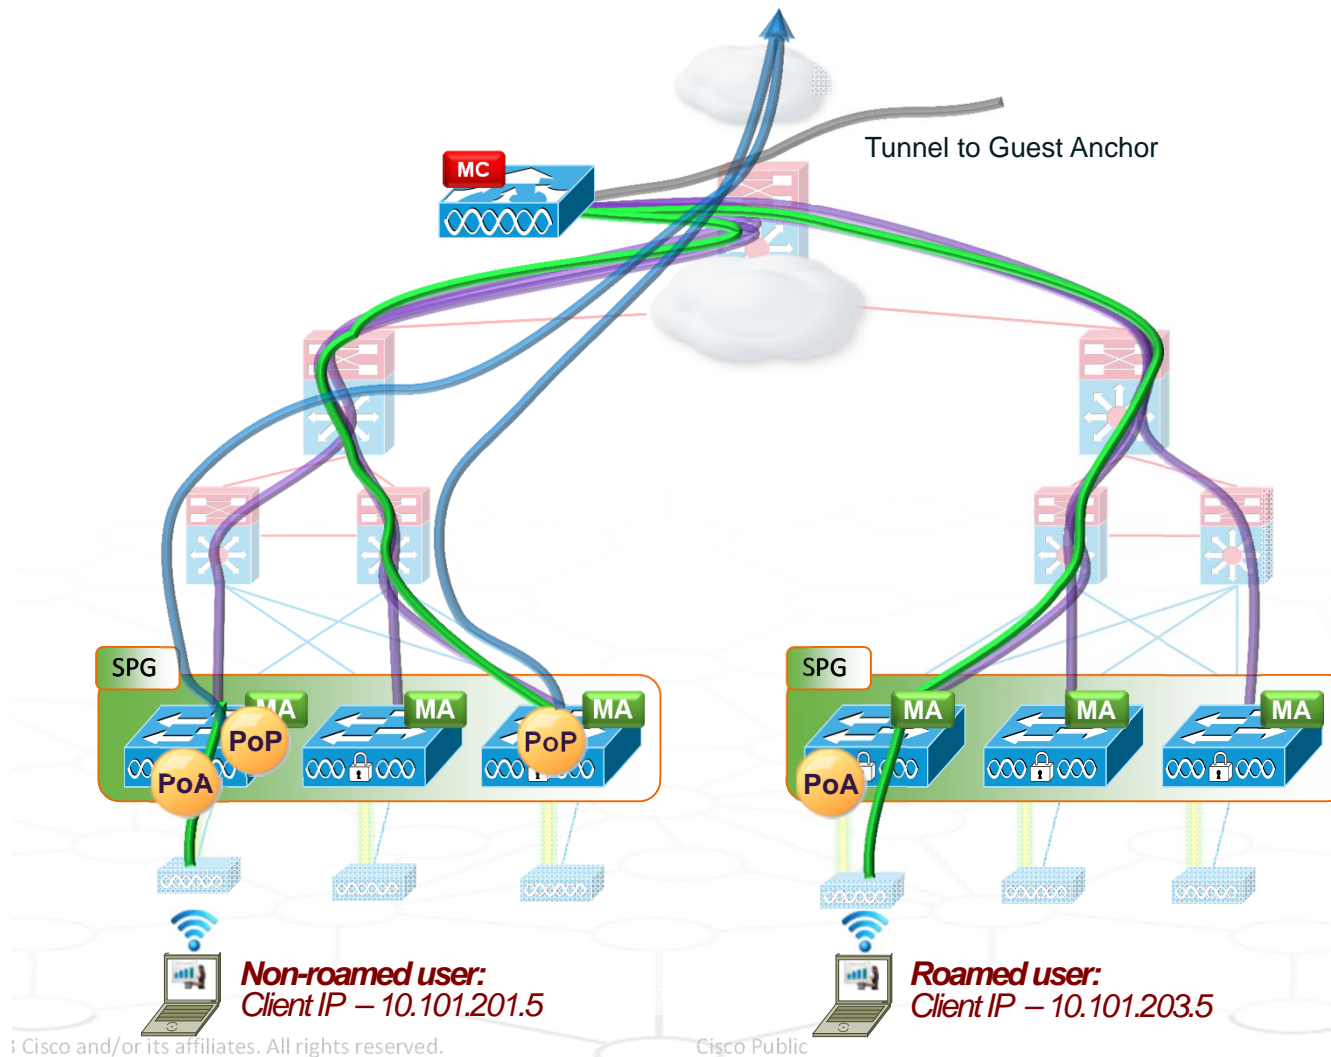 Tunnel to Guest Anchor
MC
SPG
SPG
MA
MA
MA
MA
MA
MA
PoP
PoP
PoA
PoA
Non-roamed user:
Client IP – 10.101.201.5
Roamed user:
Client IP – 10.101.203.5
3 Cisco and/or its affiliates. All rights reserved.
Cisco Public